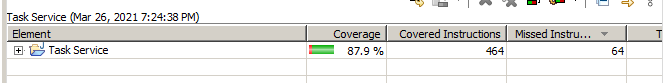 Task Service (Mar 26, 2021 7:24:38 PM)
Element Coverage Covered Instructions Missed Instru... T
Task Service 87.9 % 464 64